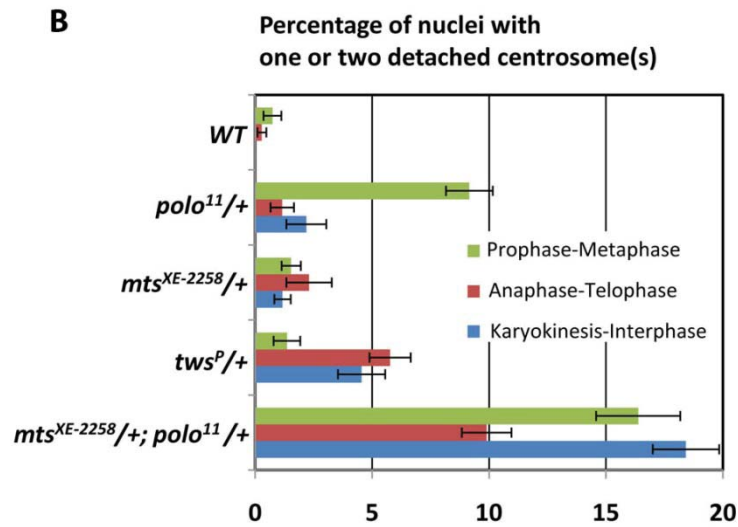 B
Percentage of nuclei with
one or two detached centrosome(s)
WT
polo¹¹/+
mtsˣᴱ⁻²²⁵⁸/+
twsᴾ/+
mtsˣᴱ⁻²²⁵⁸/+; polo¹¹/+
Prophase-Metaphase
Anaphase-Telophase
Karyokinesis-Interphase
0 5 10 15 20